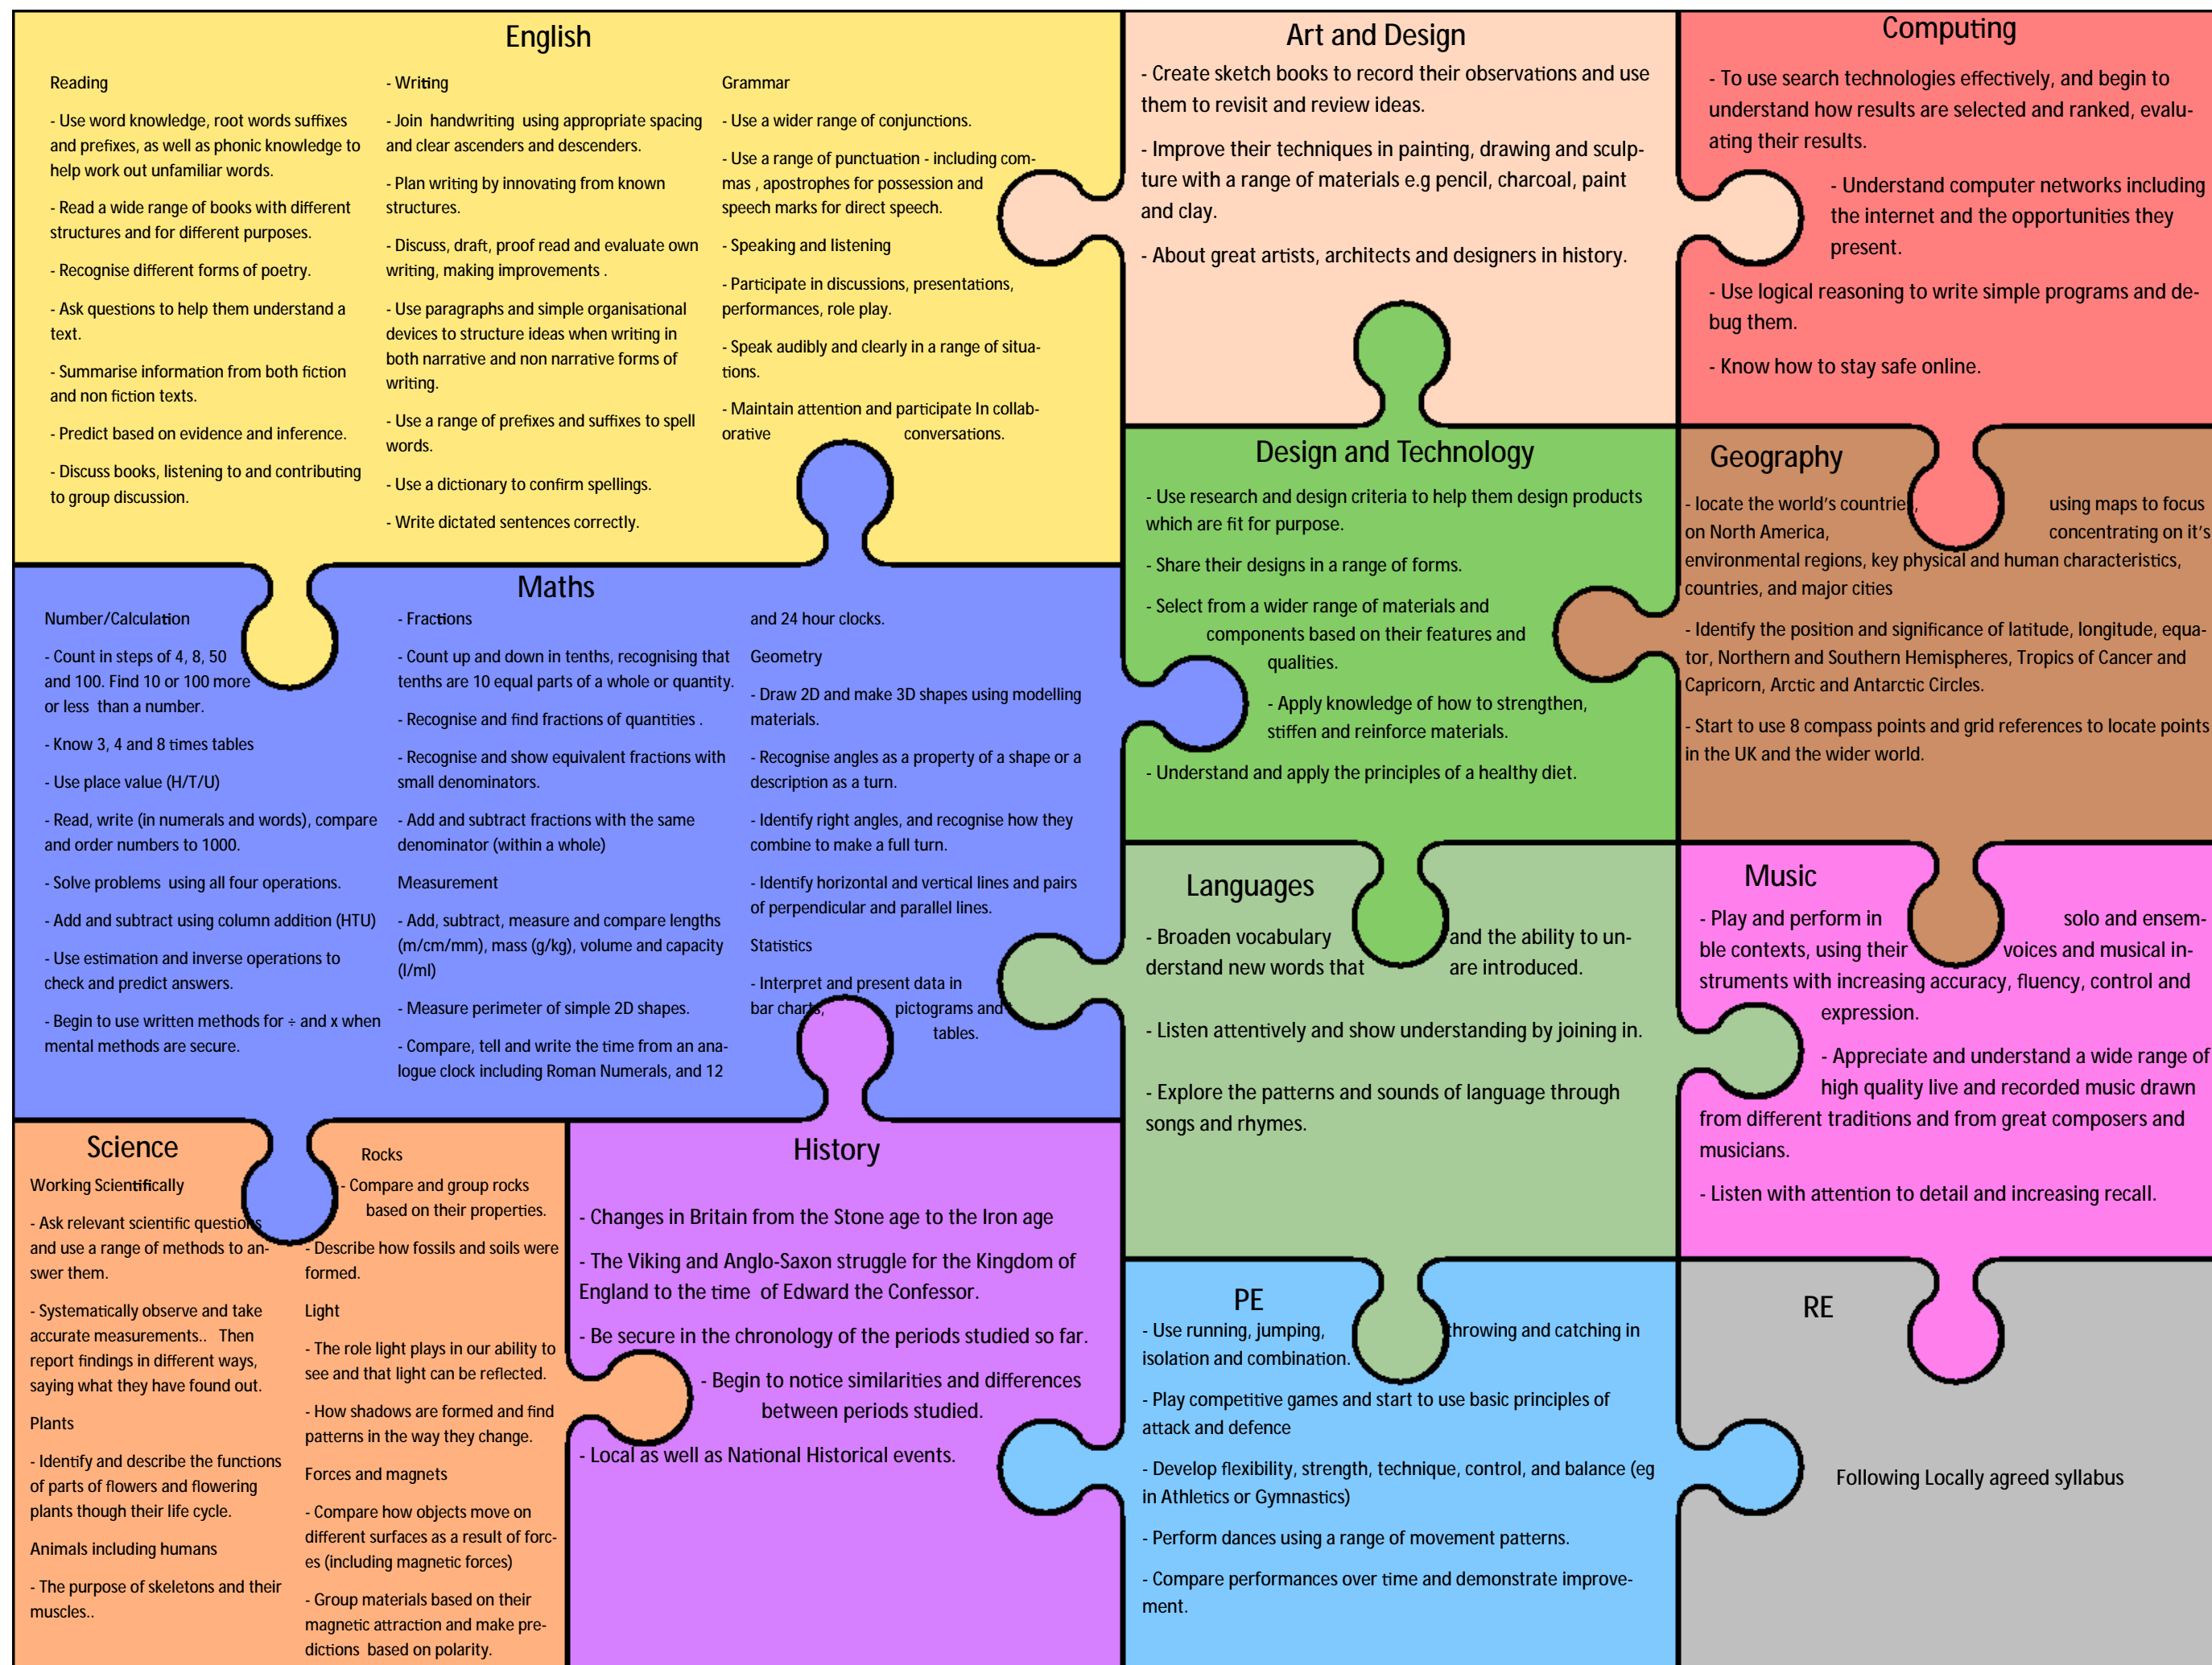 English
Reading
- Use word knowledge, root words suffixes
and prefixes, as well as phonic knowledge to
help work out unfamiliar words.
- Read a wide range of books with different
structures and for different purposes.
- Recognise different forms of poetry.
- Ask questions to help them understand a
text.
- Summarise information from both fiction
and non fiction texts.
- Predict based on evidence and inference.
- Discuss books, listening to and contributing
to group discussion.
- Writing
- Join handwriting using appropriate spacing
and clear ascenders and descenders.
- Plan writing by innovating from known
structures.
- Discuss, draft, proof read and evaluate own
writing, making improvements .
- Use paragraphs and simple organisational
devices to structure ideas when writing in
both narrative and non narrative forms of
writing.
- Use a range of prefixes and suffixes to spell
words.
- Use a dictionary to confirm spellings.
- Write dictated sentences correctly.
Grammar
- Use a wider range of conjunctions.
- Use a range of punctuation - including com-
mas , apostrophes for possession and
speech marks for direct speech.
- Speaking and listening
- Participate in discussions, presentations,
performances, role play.
- Speak audibly and clearly in a range of situa-
tions.
- Maintain attention and participate In collab-
orative conversations.
Art and Design
- Create sketch books to record their observations and use
them to revisit and review ideas.
- Improve their techniques in painting, drawing and sculp-
ture with a range of materials e.g pencil, charcoal, paint
and clay.
- About great artists, architects and designers in history.
Computing
- To use search technologies effectively, and begin to
understand how results are selected and ranked, evalu-
ating their results.
- Understand computer networks including
the internet and the opportunities they
present.
- Use logical reasoning to write simple programs and de-
bug them.
- Know how to stay safe online.
Maths
Number/Calculation
- Count in steps of 4, 8, 50
and 100. Find 10 or 100 more
or less than a number.
- Know 3, 4 and 8 times tables
- Use place value (H/T/U)
- Read, write (in numerals and words), compare
and order numbers to 1000.
- Solve problems using all four operations.
- Add and subtract using column addition (HTU)
- Use estimation and inverse operations to
check and predict answers.
- Begin to use written methods for ÷ and x when
mental methods are secure.
- Fractions
- Count up and down in tenths, recognising that
tenths are 10 equal parts of a whole or quantity.
- Recognise and find fractions of quantities .
- Recognise and show equivalent fractions with
small denominators.
- Add and subtract fractions with the same
denominator (within a whole)
Measurement
- Add, subtract, measure and compare lengths
(m/cm/mm), mass (g/kg), volume and capacity
(l/ml)
- Measure perimeter of simple 2D shapes.
- Compare, tell and write the time from an ana-
logue clock including Roman Numerals, and 12
and 24 hour clocks.
Geometry
- Draw 2D and make 3D shapes using modelling
materials.
- Recognise angles as a property of a shape or a
description as a turn.
- Identify right angles, and recognise how they
combine to make a full turn.
- Identify horizontal and vertical lines and pairs
of perpendicular and parallel lines.
Statistics
- Interpret and present data in
bar charts, pictograms and
tables.
Design and Technology
- Use research and design criteria to help them design products
which are fit for purpose.
- Share their designs in a range of forms.
- Select from a wider range of materials and
components based on their features and
qualities.
- Apply knowledge of how to strengthen,
stiffen and reinforce materials.
- Understand and apply the principles of a healthy diet.
Geography
- locate the world's countries, using maps to focus
on North America, concentrating on it's
environmental regions, key physical and human characteristics,
countries, and major cities
- Identify the position and significance of latitude, longitude, equa-
tor, Northern and Southern Hemispheres, Tropics of Cancer and
Capricorn, Arctic and Antarctic Circles.
- Start to use 8 compass points and grid references to locate points
in the UK and the wider world.
Languages
- Broaden vocabulary and the ability to un-
derstand new words that are introduced.
- Listen attentively and show understanding by joining in.
- Explore the patterns and sounds of language through
songs and rhymes.
Music
- Play and perform in solo and ensem-
ble contexts, using their voices and musical in-
struments with increasing accuracy, fluency, control and
expression.
- Appreciate and understand a wide range of
high quality live and recorded music drawn
from different traditions and from great composers and
musicians.
- Listen with attention to detail and increasing recall.
Science
Working Scientifically
- Ask relevant scientific questions
and use a range of methods to an-
swer them.
- Systematically observe and take
accurate measurements.. Then
report findings in different ways,
saying what they have found out.
Plants
- Identify and describe the functions
of parts of flowers and flowering
plants though their life cycle.
Animals including humans
- The purpose of skeletons and their
muscles..
Rocks
- Compare and group rocks
based on their properties.
- Describe how fossils and soils were
formed.
Light
- The role light plays in our ability to
see and that light can be reflected.
- How shadows are formed and find
patterns in the way they change.
Forces and magnets
- Compare how objects move on
different surfaces as a result of forc-
es (including magnetic forces)
- Group materials based on their
magnetic attraction and make pre-
dictions based on polarity.
History
- Changes in Britain from the Stone age to the Iron age
- The Viking and Anglo-Saxon struggle for the Kingdom of
England to the time of Edward the Confessor.
- Be secure in the chronology of the periods studied so far.
- Begin to notice similarities and differences
between periods studied.
- Local as well as National Historical events.
PE
- Use running, jumping, throwing and catching in
isolation and combination.
- Play competitive games and start to use basic principles of
attack and defence
- Develop flexibility, strength, technique, control, and balance (eg
in Athletics or Gymnastics)
- Perform dances using a range of movement patterns.
- Compare performances over time and demonstrate improve-
ment.
RE
Following Locally agreed syllabus